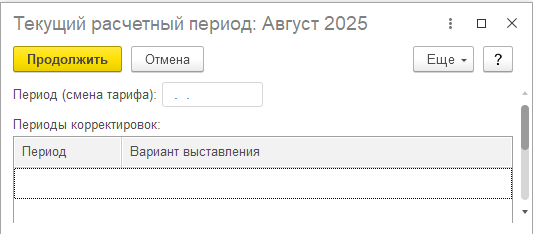 Текущий расчетный период: Август 2025
Продолжить Отмена Еще ?
Период (смена тарифа): . .
Периоды корректировок:
Период Вариант выставления